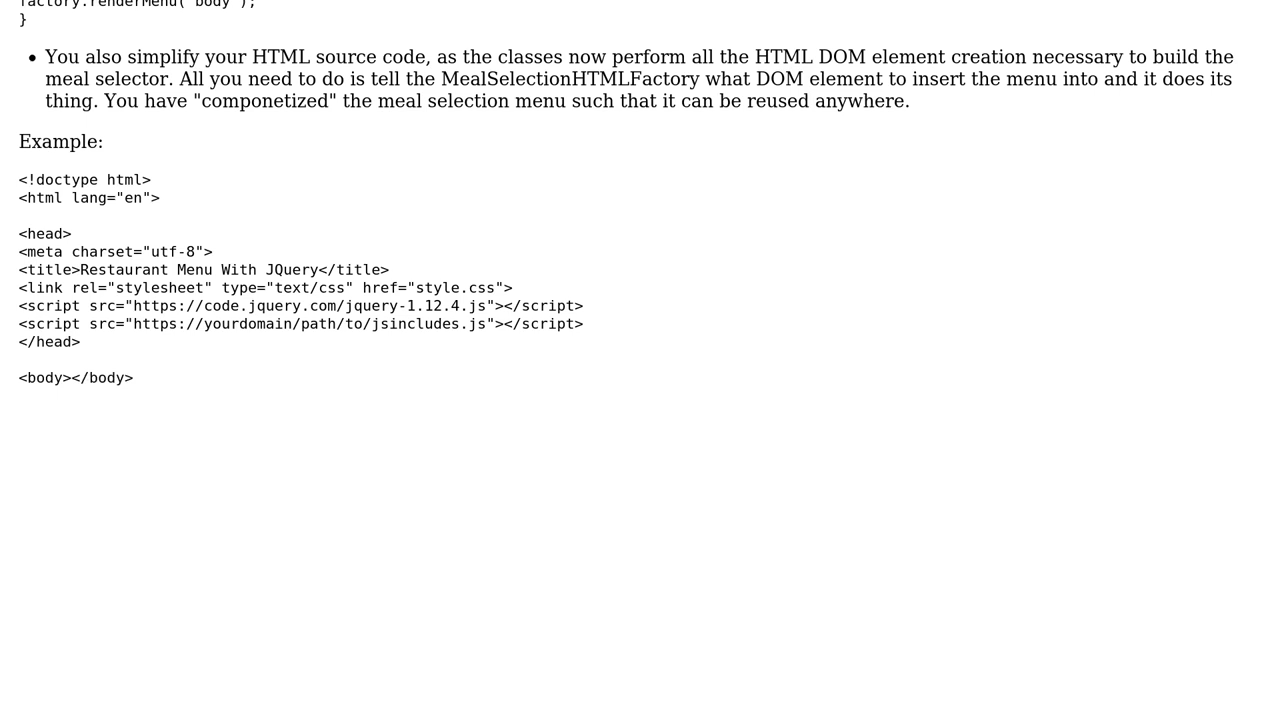 factory.renderMenu('body');
}
You also simplify your HTML source code, as the classes now perform all the HTML DOM element creation necessary to build the
meal selector. All you need to do is tell the MealSelectionHTMLFactory what DOM element to insert the menu into and it does its
thing. You have "componetized" the meal selection menu such that it can be reused anywhere.
Example:
<!doctype html>
<html lang="en">
<head>
<meta charset="utf-8">
<title>Restaurant Menu With JQuery</title>
<link rel="stylesheet" type="text/css" href="style.css">
<script src="https://code.jquery.com/jquery-1.12.4.js"></script>
<script src="https://yourdomain/path/to/jsincludes.js"></script>
</head>
<body></body>